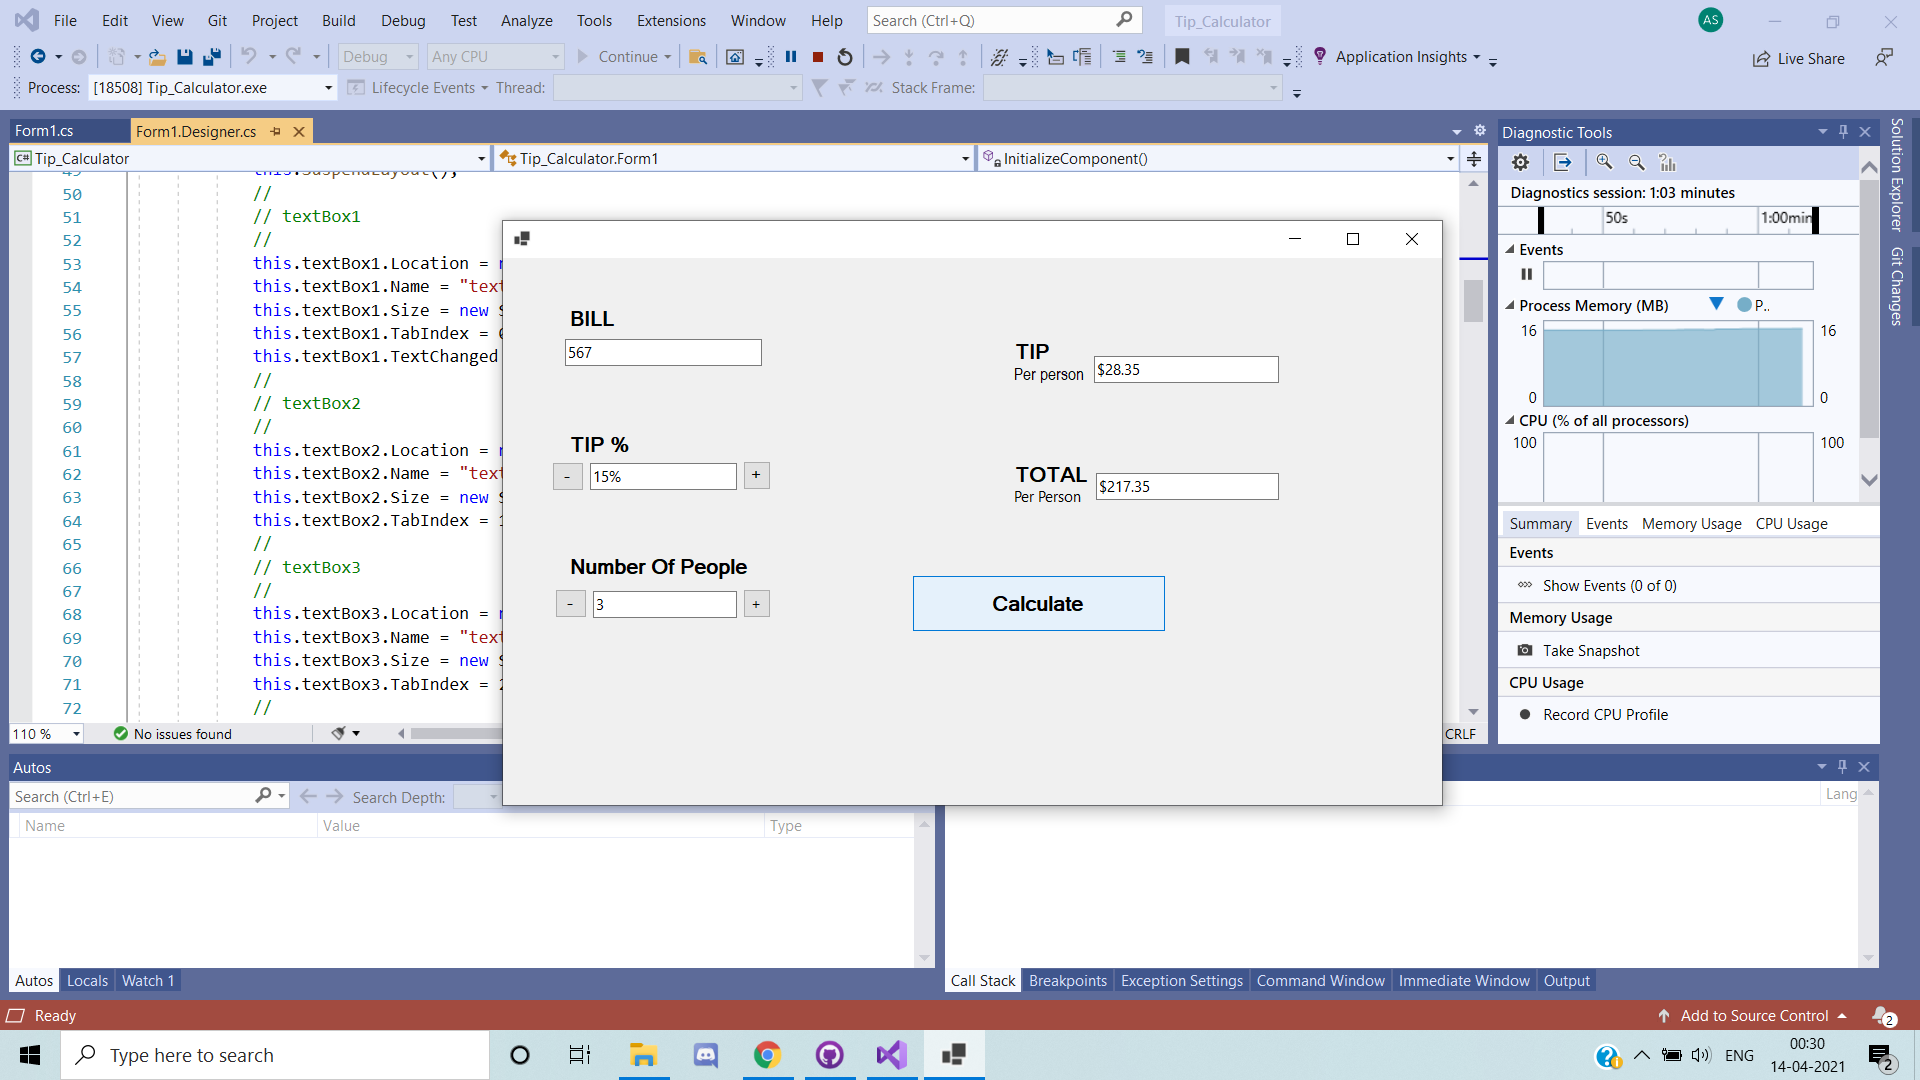 File Edit View Git Project Build Debug Test Analyze Tools Extensions Window Help Search (Ctrl+Q) Tip_Calculator AS
Debug Any CPU Continue Application Insights Live Share
Process: [18508] Tip_Calculator.exe Lifecycle Events Thread: Stack Frame:
Form1.cs Form1.Designer.cs
C# Tip_Calculator Tip_Calculator.Form1 InitializeComponent()
50 //
51 // textBox1
52 //
53 this.textBox1.Location =
54 this.textBox1.Name = "tex
55 this.textBox1.Size = new
56 this.textBox1.TabIndex =
57 this.textBox1.TextChanged
58 //
59 // textBox2
60 //
61 this.textBox2.Location =
62 this.textBox2.Name = "tex
63 this.textBox2.Size = new
64 this.textBox2.TabIndex =
65 //
66 // textBox3
67 //
68 this.textBox3.Location =
69 this.textBox3.Name = "tex
70 this.textBox3.Size = new
71 this.textBox3.TabIndex =
72 //
110 % No issues found CRLF
BILL
567
TIP %
- 15% +
Number Of People
- 3 +
TIP
Per person $28.35
TOTAL
Per Person $217.35
Calculate
Diagnostic Tools
Diagnostics session: 1:03 minutes
50s 1:00min
Events
Process Memory (MB) P..
16 16
0 0
CPU (% of all processors)
100 100
Summary Events Memory Usage CPU Usage
Events
Show Events (0 of 0)
Memory Usage
Take Snapshot
CPU Usage
Record CPU Profile
Solution Explorer
Git Changes
Autos
Search (Ctrl+E) Search Depth:
Name Value Type
Lang
Autos Locals Watch 1
Call Stack Breakpoints Exception Settings Command Window Immediate Window Output
Ready Add to Source Control 2
Type here to search
ENG
00:30
14-04-2021
2